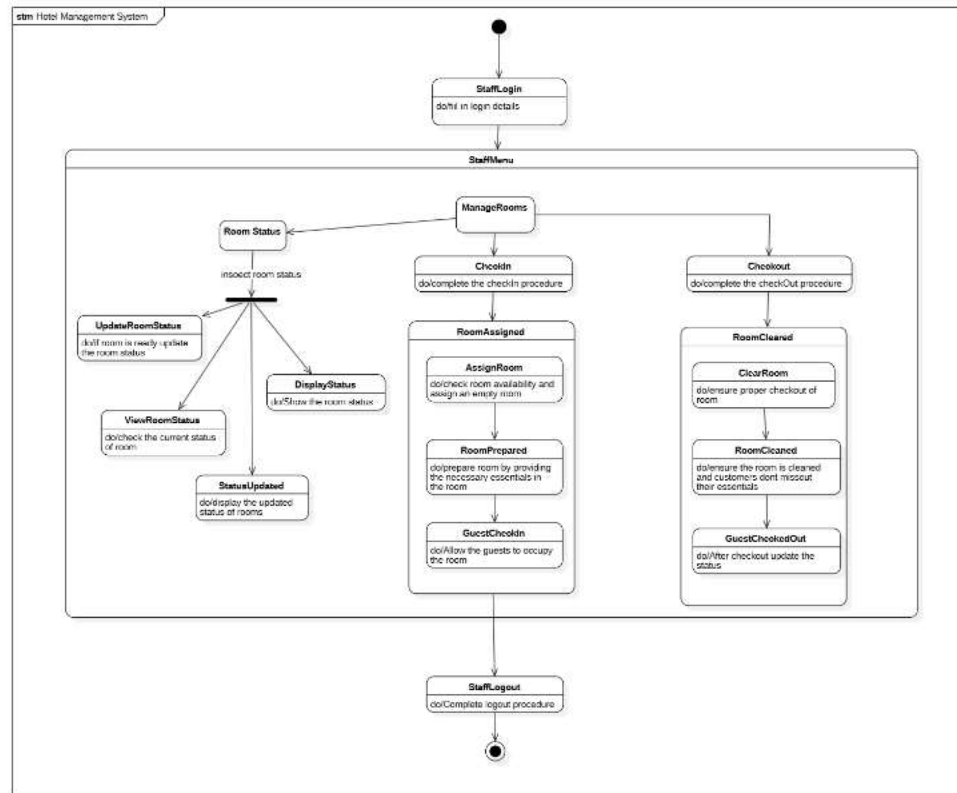 stm Hotel Management System
StaffLogin
do/fill in login details
StaffMenu
ManageRooms
Room Status
inspect room status
UpdateRoomStatus
do/if room is ready update
the room status
DisplayStatus
do/Show the room status
ViewRoomStatus
do/check the current status
of room
StatusUpdated
do/display the updated
status of rooms
CheckIn
do/complete the checkIn procedure
RoomAssigned
AssignRoom
do/check room availability and
assign an empty room
RoomPrepared
do/prepare room by providing
the necessary essentials in
the room
GuestCheckIn
do/Allow the guests to occupy
the room
Checkout
do/complete the checkOut procedure
RoomCleared
ClearRoom
do/ensure proper checkout of
room
RoomCleaned
do/ensure the room is cleaned
and customers dont missout
their essentials
GuestCheckedOut
do/After checkout update the
status
StaffLogout
do/Complete logout procedure